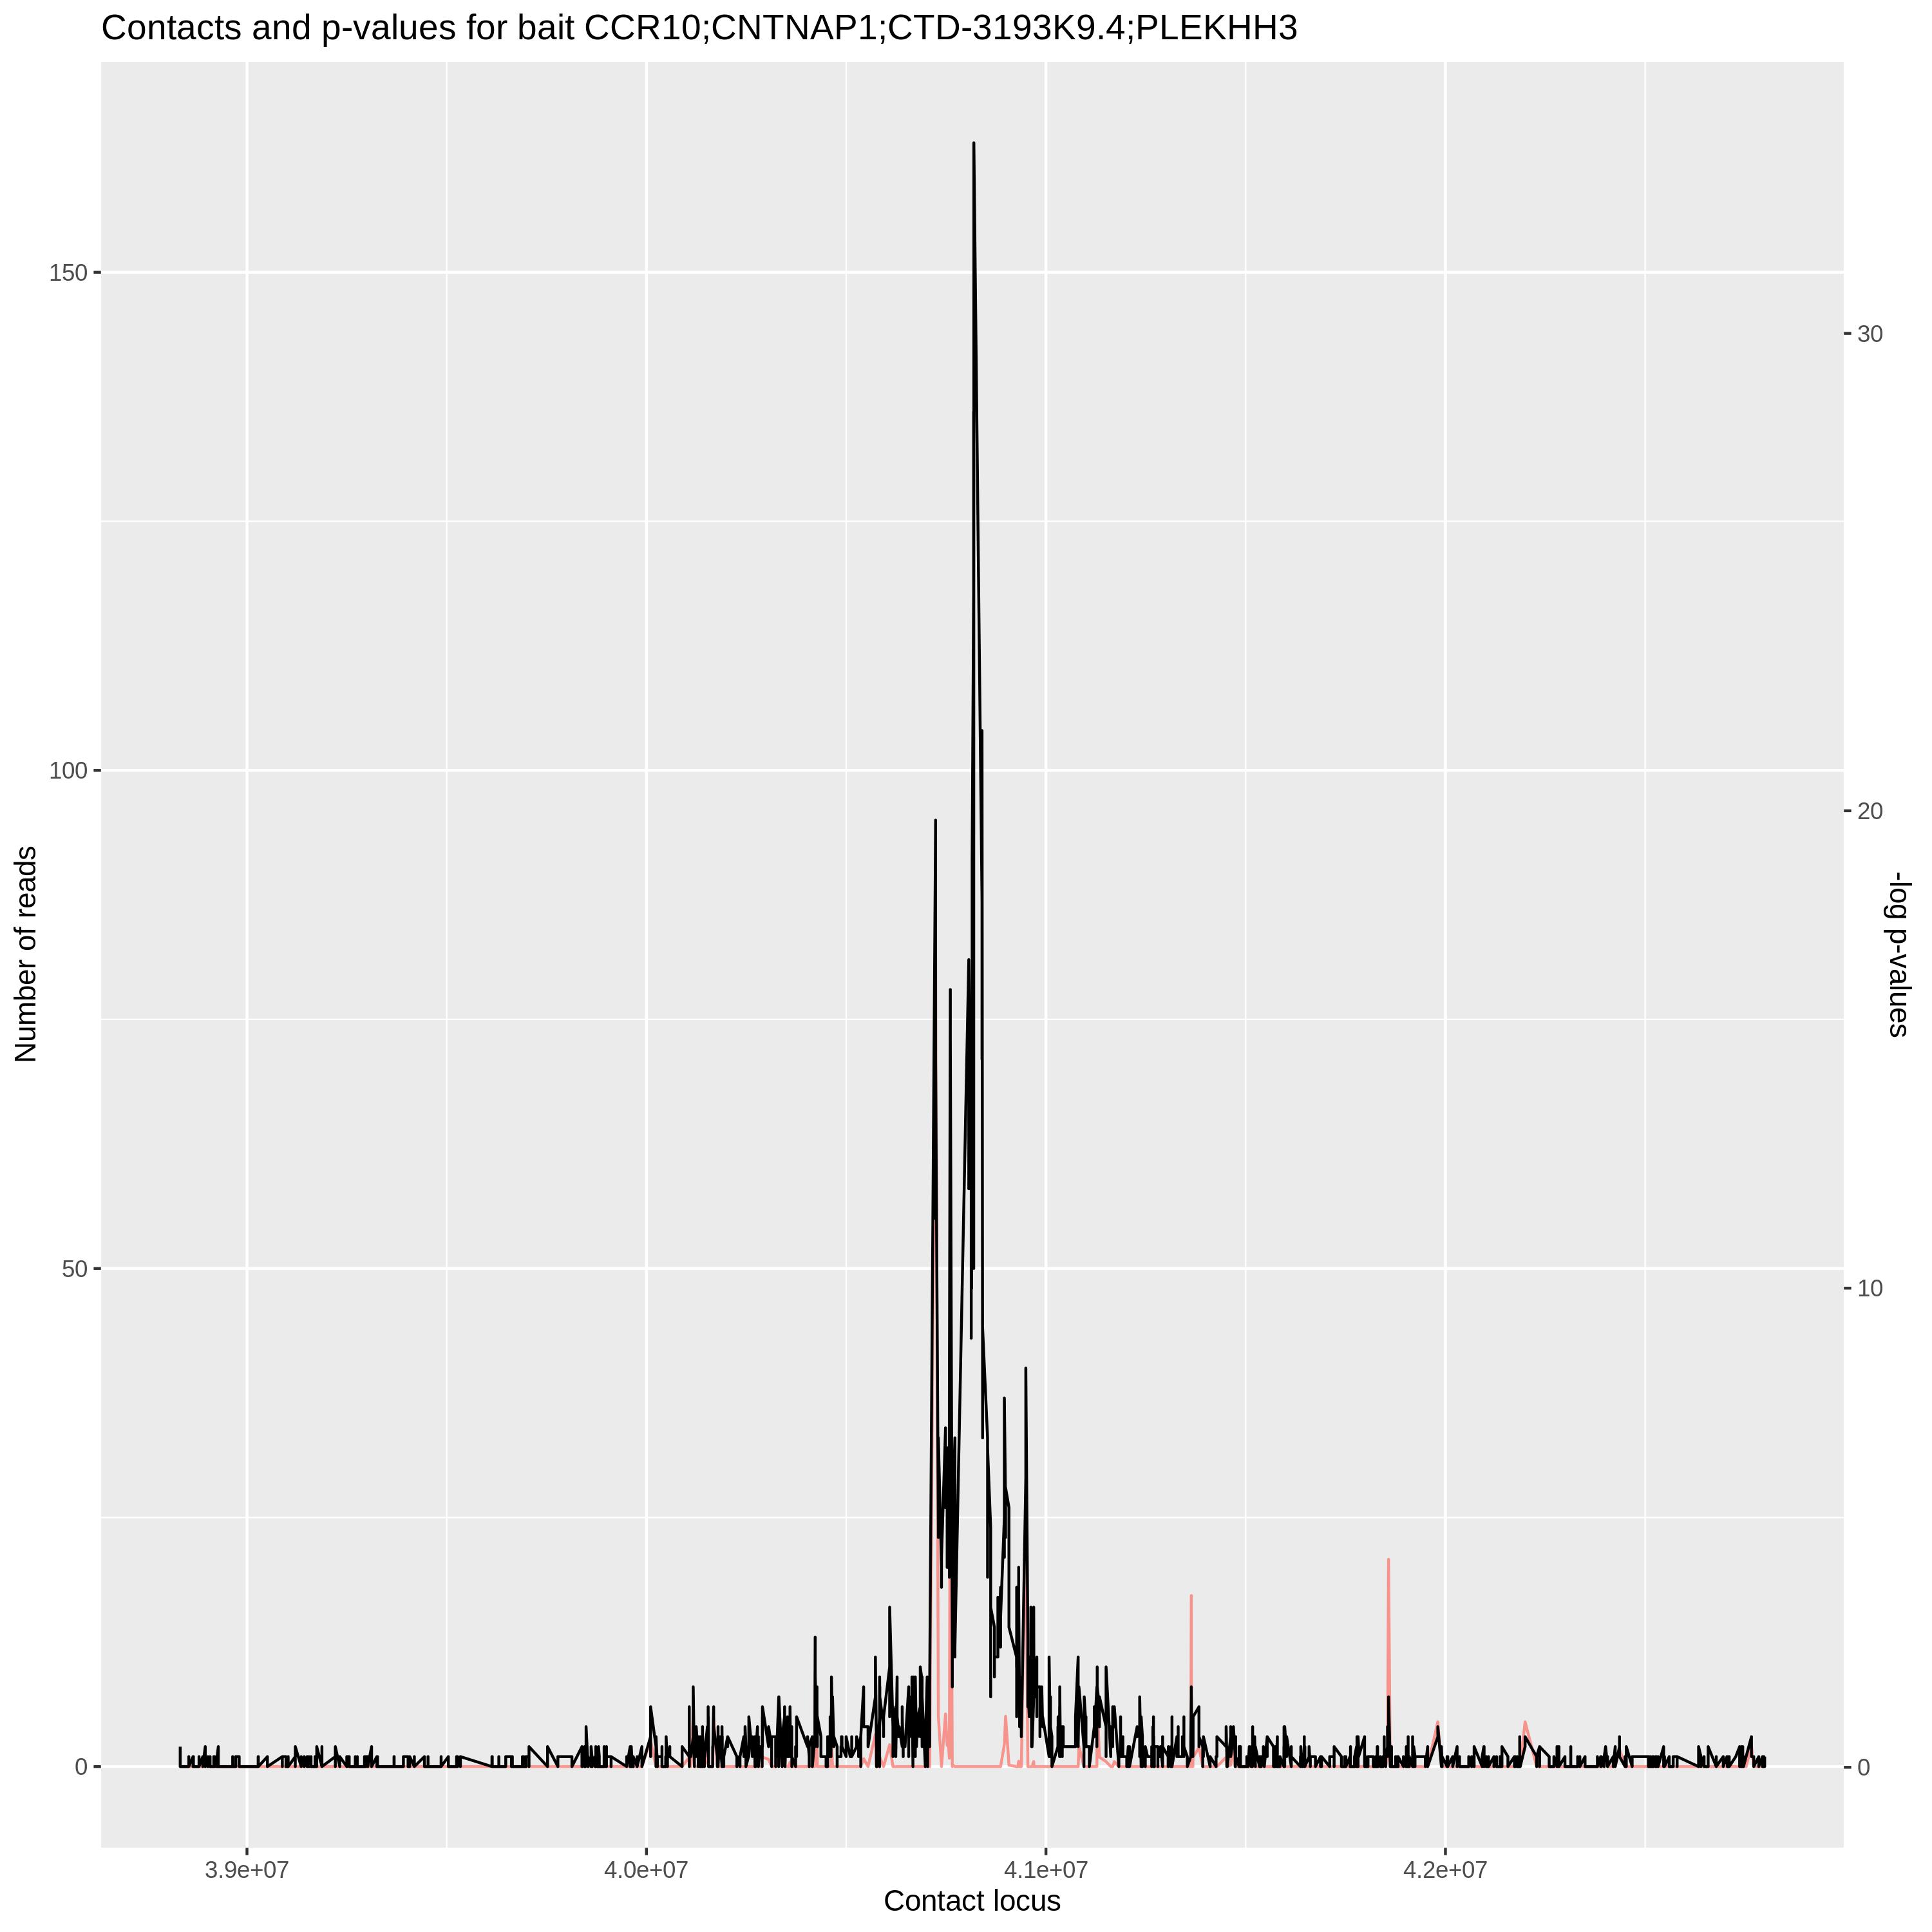 Contacts and p-values for bait CCR10;CNTNAP1;CTD-3193K9.4;PLEKHH3
150
100
50
0
Number of reads
30
20
10
0
-log p-values
3.9e+07 4.0e+07 4.1e+07 4.2e+07
Contact locus